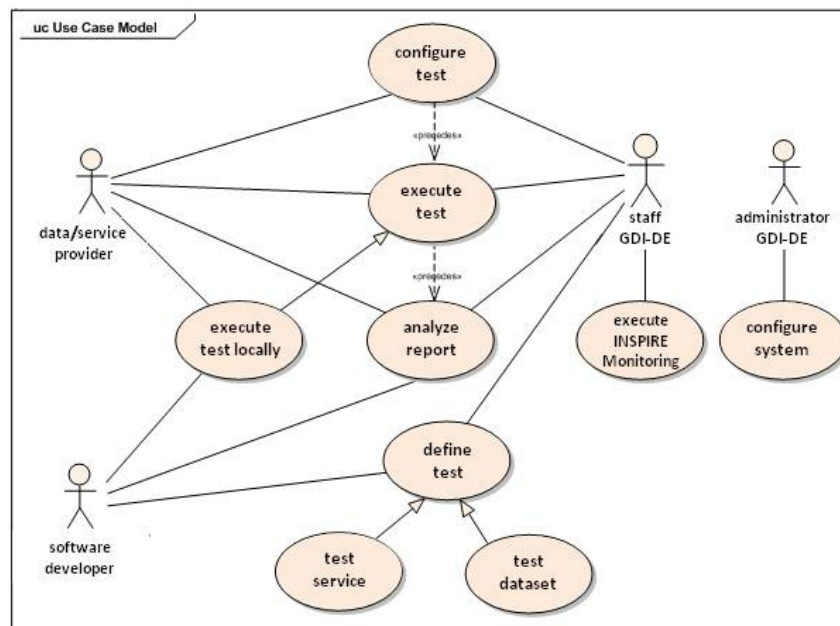 uc Use Case Model
configure
test
«precedes»
execute
test
data/service
provider
staff
GDI-DE
administrator
GDI-DE
«precedes»
execute
test locally
analyze
report
execute
INSPIRE
Monitoring
configure
system
define
test
software
developer
test
service
test
dataset